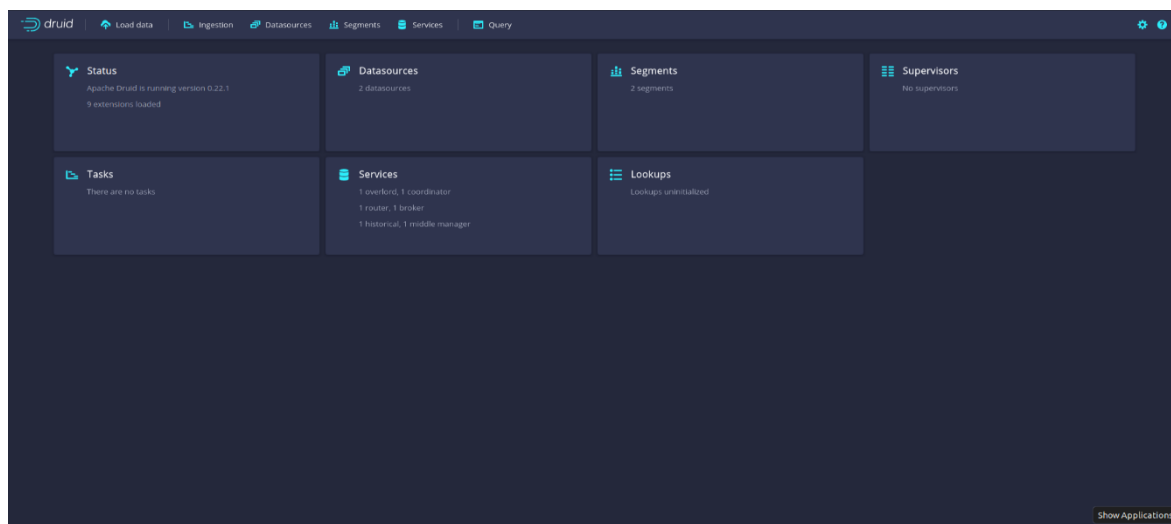 druid Load data Ingestion Datasources Segments Services Query
Status
Apache Druid is running version 0.22.1
9 extensions loaded
Datasources
2 datasources
Segments
2 segments
Supervisors
No supervisors
Tasks
There are no tasks
Services
1 overlord, 1 coordinator
1 router, 1 broker
1 historical, 1 middle manager
Lookups
Lookups uninitialized
Show Applications